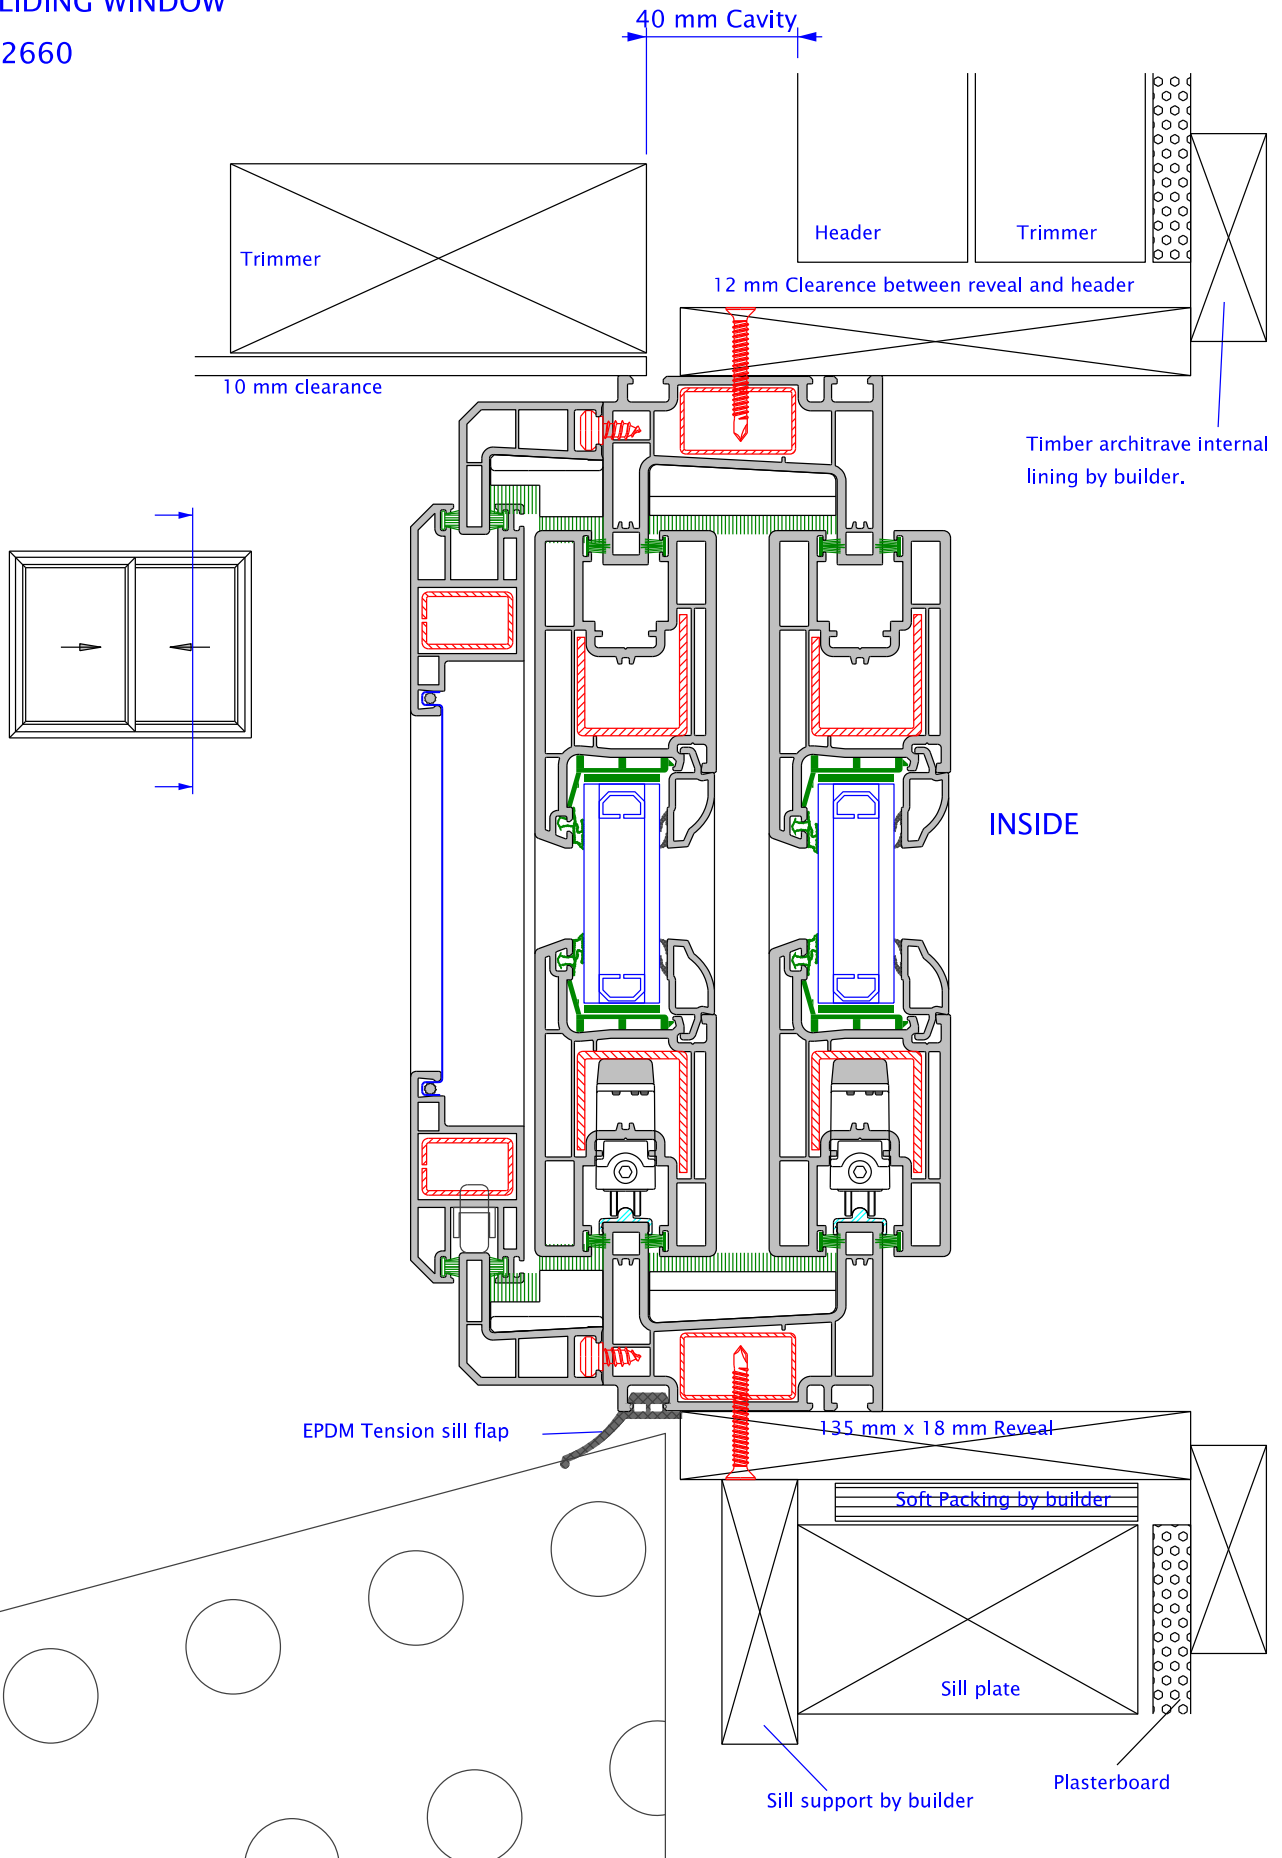 LIDING WINDOW
2660
40 mm Cavity
Header
Trimmer
Trimmer
12 mm Clearence between reveal and header
10 mm clearance
Timber architrave internal
lining by builder.
INSIDE
EPDM Tension sill flap
135 mm x 18 mm Reveal
Soft Packing by builder
Sill plate
Plasterboard
Sill support by builder